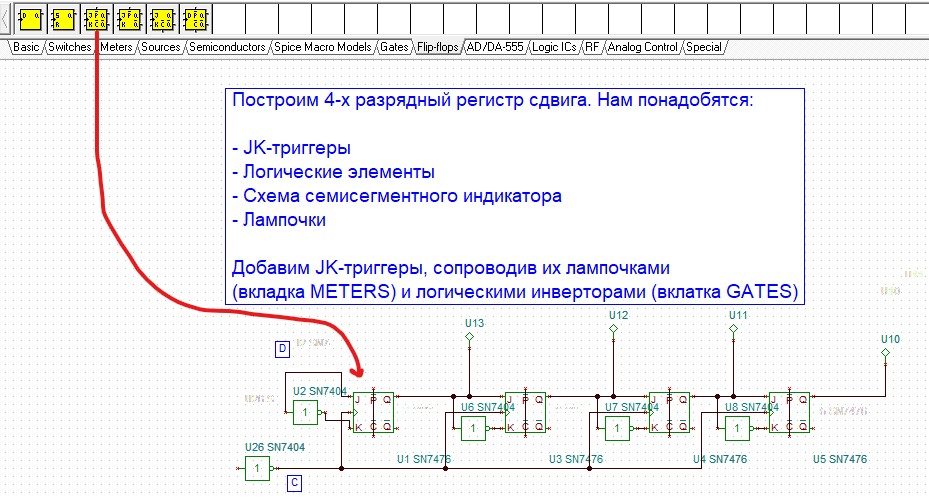 D
S
R
J P Q
K C Q
J P Q
K C Q
J Q
K C Q
D P Q
C Q
Basic Switches Meters Sources Semiconductors Spice Macro Models Gates Flip-flops AD/DA-555 Logic ICs RF Analog Control Special
Построим 4-х разрядный регистр сдвига. Нам понадобятся:
- JK-триггеры
- Логические элементы
- Схема семисегментного индикатора
- Лампочки
Добавим JK-триггеры, сопроводив их лампочками
(вкладка METERS) и логическими инверторами (вклатка GATES)
U13
U12
U11
U10
D
U2 SN7404
U6 SN7404
U7 SN7404
U8 SN7404
J P Q
J P Q
J P Q
J P Q
1
1
1
1
K C Q
K C Q
K C Q
K C Q
U26 SN7404
U1 SN7476
U3 SN7476
U4 SN7476
U5 SN7476
1
C